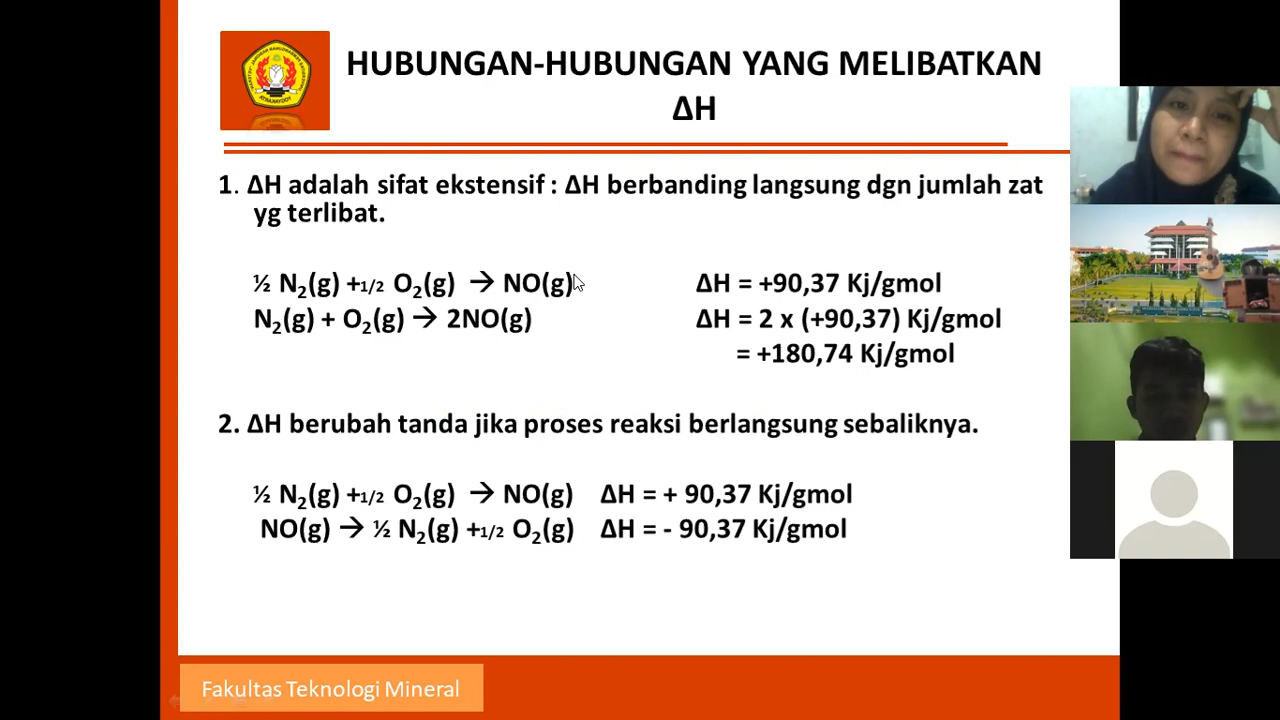 HUBUNGAN-HUBUNGAN YANG MELIBATKAN
ΔH
1. ΔH adalah sifat ekstensif : ΔH berbanding langsung dgn jumlah zat
yg terlibat.
½ N₂(g) +1/2 O₂(g) → NO(g) ΔH = +90,37 Kj/gmol
N₂(g) + O₂(g) → 2NO(g) ΔH = 2 x (+90,37) Kj/gmol
= +180,74 Kj/gmol
2. ΔH berubah tanda jika proses reaksi berlangsung sebaliknya.
½ N₂(g) +1/2 O₂(g) → NO(g) ΔH = + 90,37 Kj/gmol
NO(g) → ½ N₂(g) +1/2 O₂(g) ΔH = - 90,37 Kj/gmol
Fakultas Teknologi Mineral